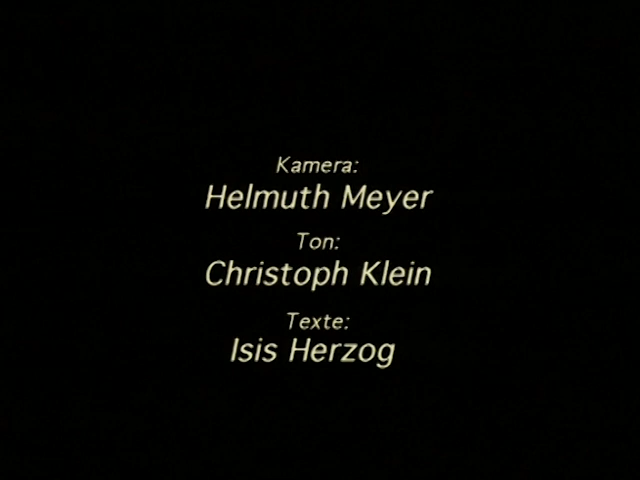 Kamera:
Helmuth Meyer
Ton:
Christoph Klein
Texte:
Isis Herzog